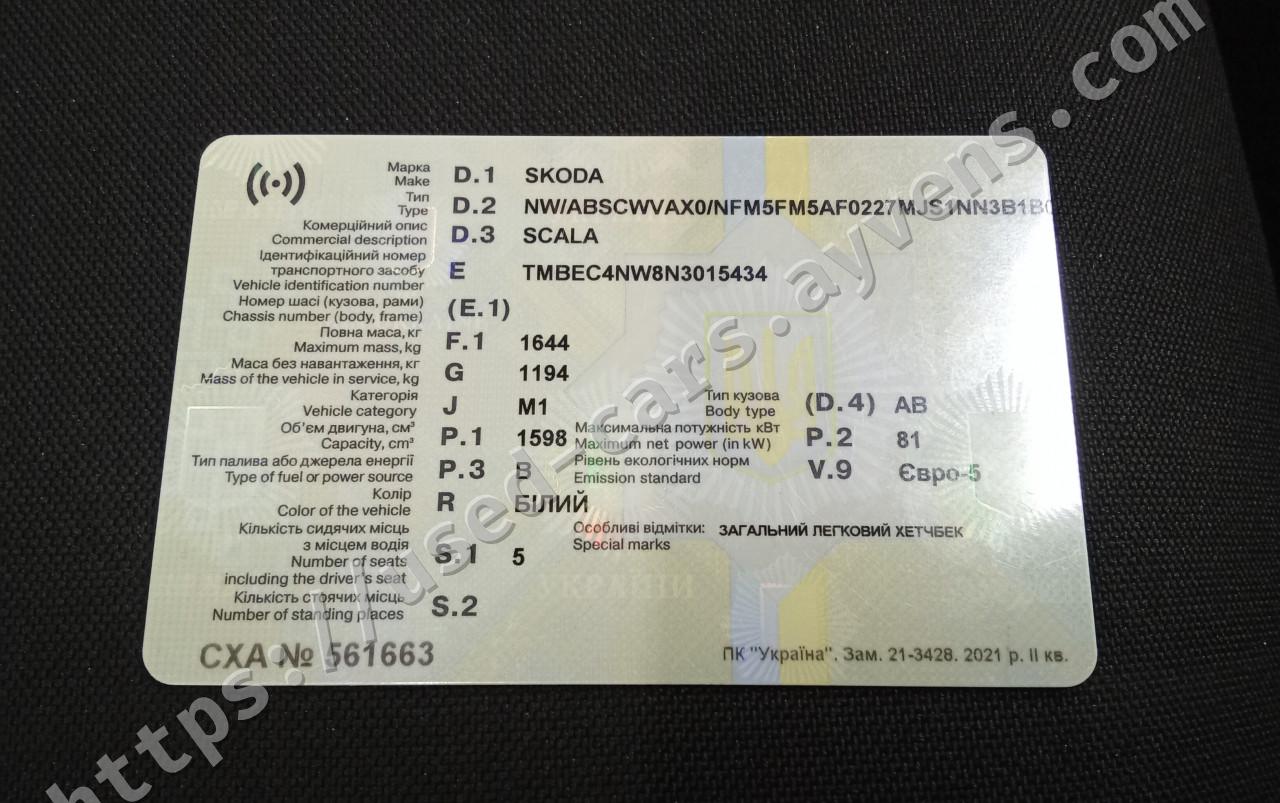 Марка
Make D.1 SKODA
Тип
Type D.2 NW/ABSCWVAX0/NFM5FM5AF0227MJS1NN3B1B0
Комерційний опис
Commercial description D.3 SCALA
Ідентифікаційний номер
транспортного засобу
Vehicle identification number E TMBEC4NW8N3015434
Номер шасі (кузова, рами)
Chassis number (body, frame) (E.1)
Повна маса, кг
Maximum mass, kg F.1 1644
Маса без навантаження, кг
Mass of the vehicle in service, kg G 1194
Категорія
Vehicle category J M1
Тип кузова
Body type (D.4) AB
Об'єм двигуна, см³
Capacity, cm³ P.1 1598
Максимальна потужність кВт
Maximum net power (in kW) P.2 81
Тип палива або джерела енергії
Type of fuel or power source P.3 B
Рівень екологічних норм
Emission standard V.9 Євро-5
Колір
Color of the vehicle R БІЛИЙ
Кількість сидячих місць
з місцем водія
Number of seats
including the driver's seat S.1 5
Особливі відмітки: ЗАГАЛЬНИЙ ЛЕГКОВИЙ ХЕТЧБЕК
Special marks
Кількість стоячих місць
Number of standing places S.2
СХА № 561663
ПК "Україна". Зам. 21-3428. 2021 р. II кв.
https://used-cars.ayvens.com